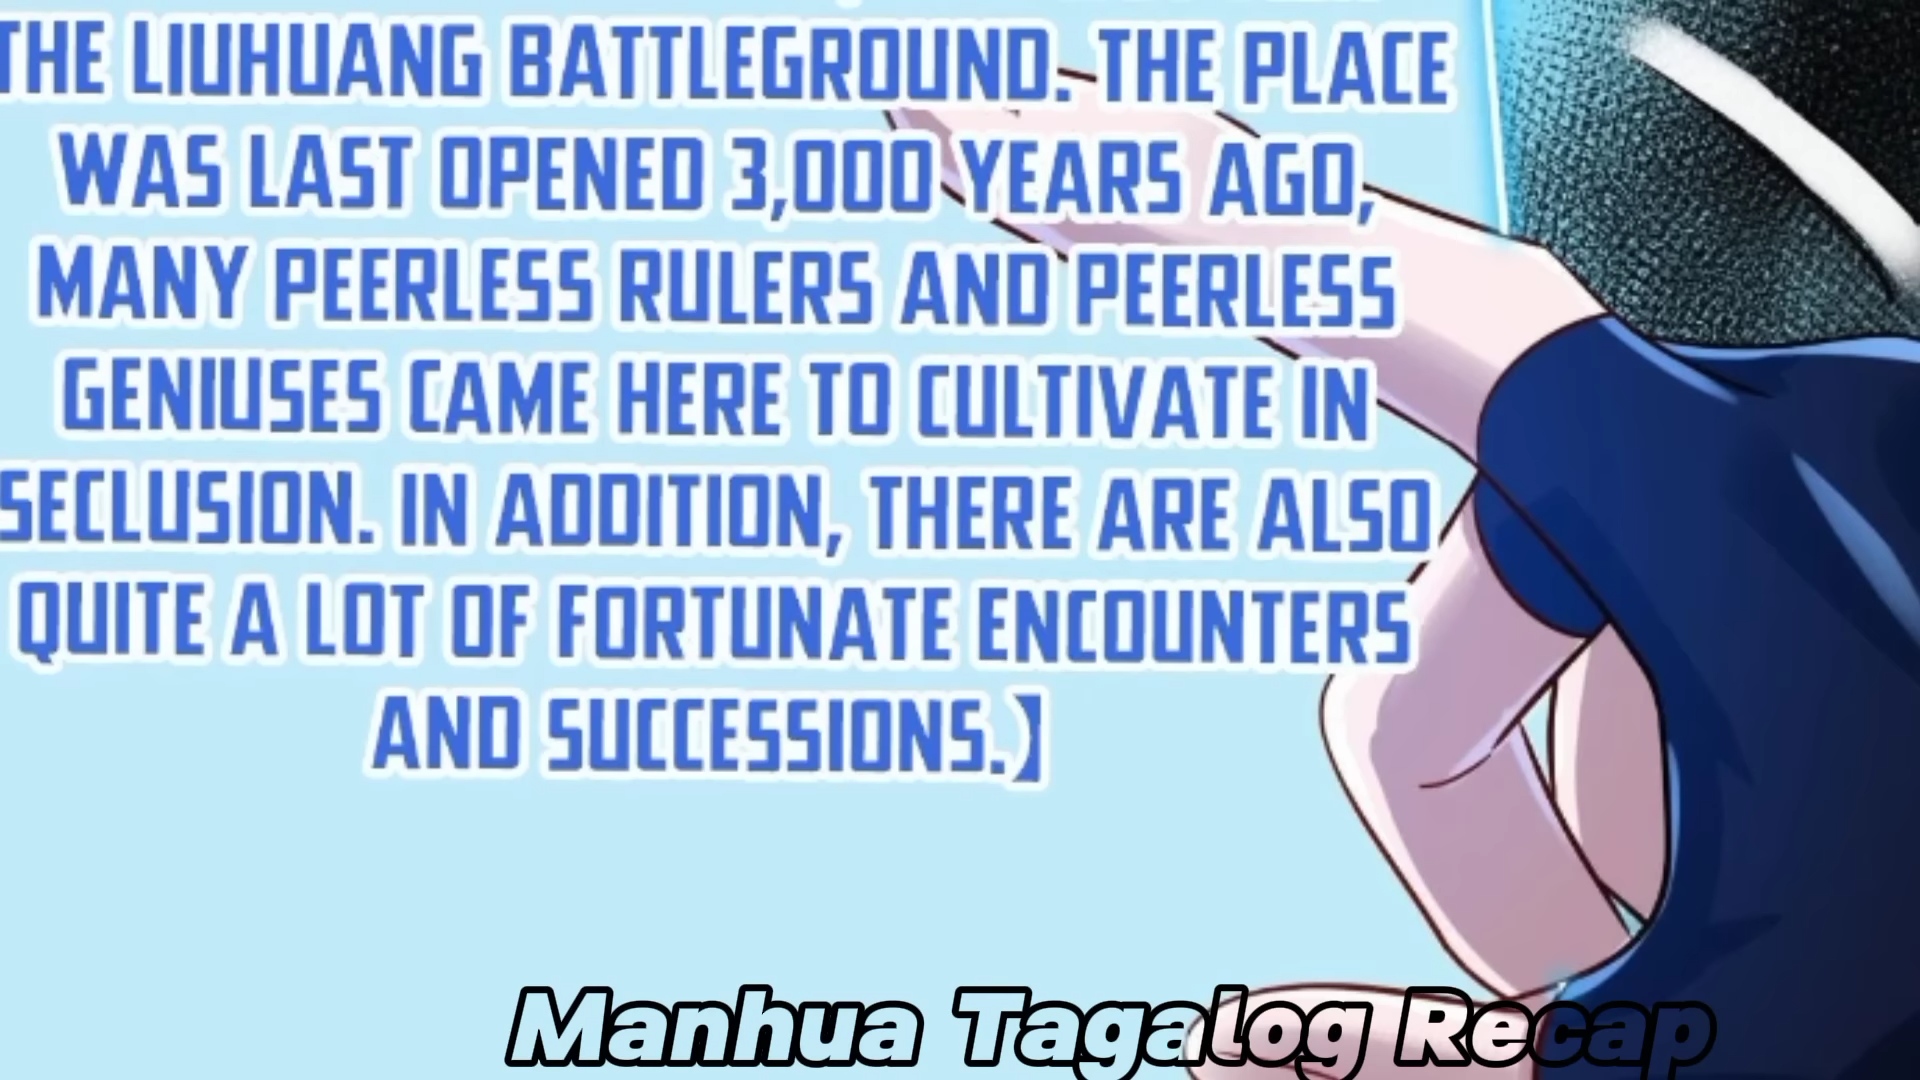 THE LIUHUANG BATTLEGROUND. THE PLACE
WAS LAST OPENED 3,000 YEARS AGO,
MANY PEERLESS RULERS AND PEERLESS
GENIUSES CAME HERE TO CULTIVATE IN
SECLUSION. IN ADDITION, THERE ARE ALSO
QUITE A LOT OF FORTUNATE ENCOUNTERS
AND SUCCESSIONS.】
Manhua Tagalog Recap